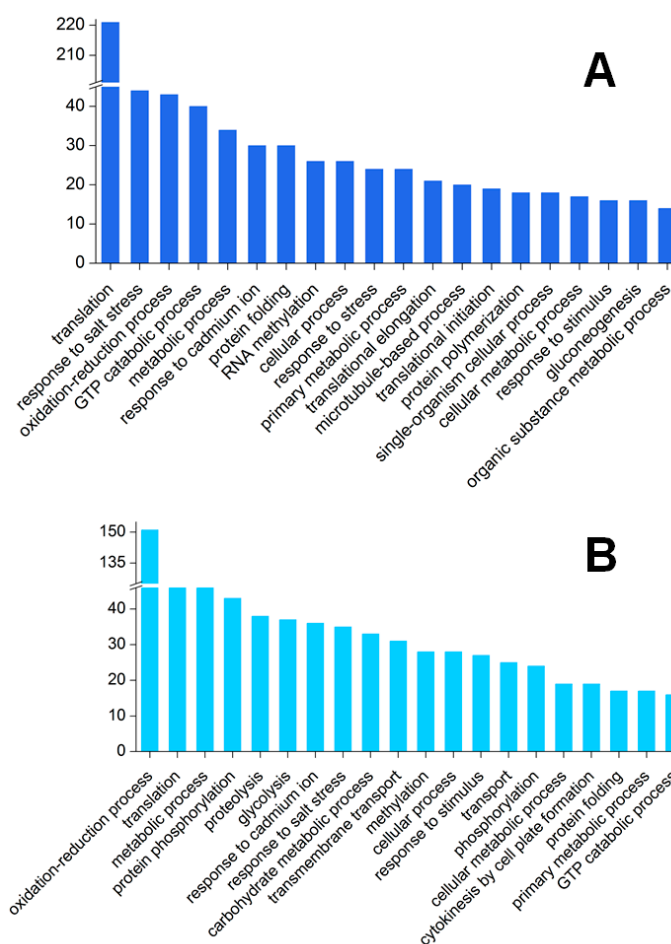 A
220
210
40
30
20
10
0
translation
response to salt stress
oxidation-reduction process
GTP catabolic process
metabolic process
response to cadmium ion
protein folding
RNA methylation
cellular process
response to stress
primary metabolic process
translational elongation
microtubule-based process
translational initiation
protein polymerization
single-organism cellular process
cellular metabolic process
response to stimulus
gluconeogenesis
organic substance metabolic process
B
150
135
40
30
20
10
0
oxidation-reduction process
translation
metabolic process
protein phosphorylation
proteolysis
glycolysis
response to cadmium ion
response to salt stress
carbohydrate metabolic process
transmembrane transport
methylation
cellular process
response to stimulus
transport
phosphorylation
cellular metabolic process
cytokinesis by cell plate formation
protein folding
primary metabolic process
GTP catabolic process